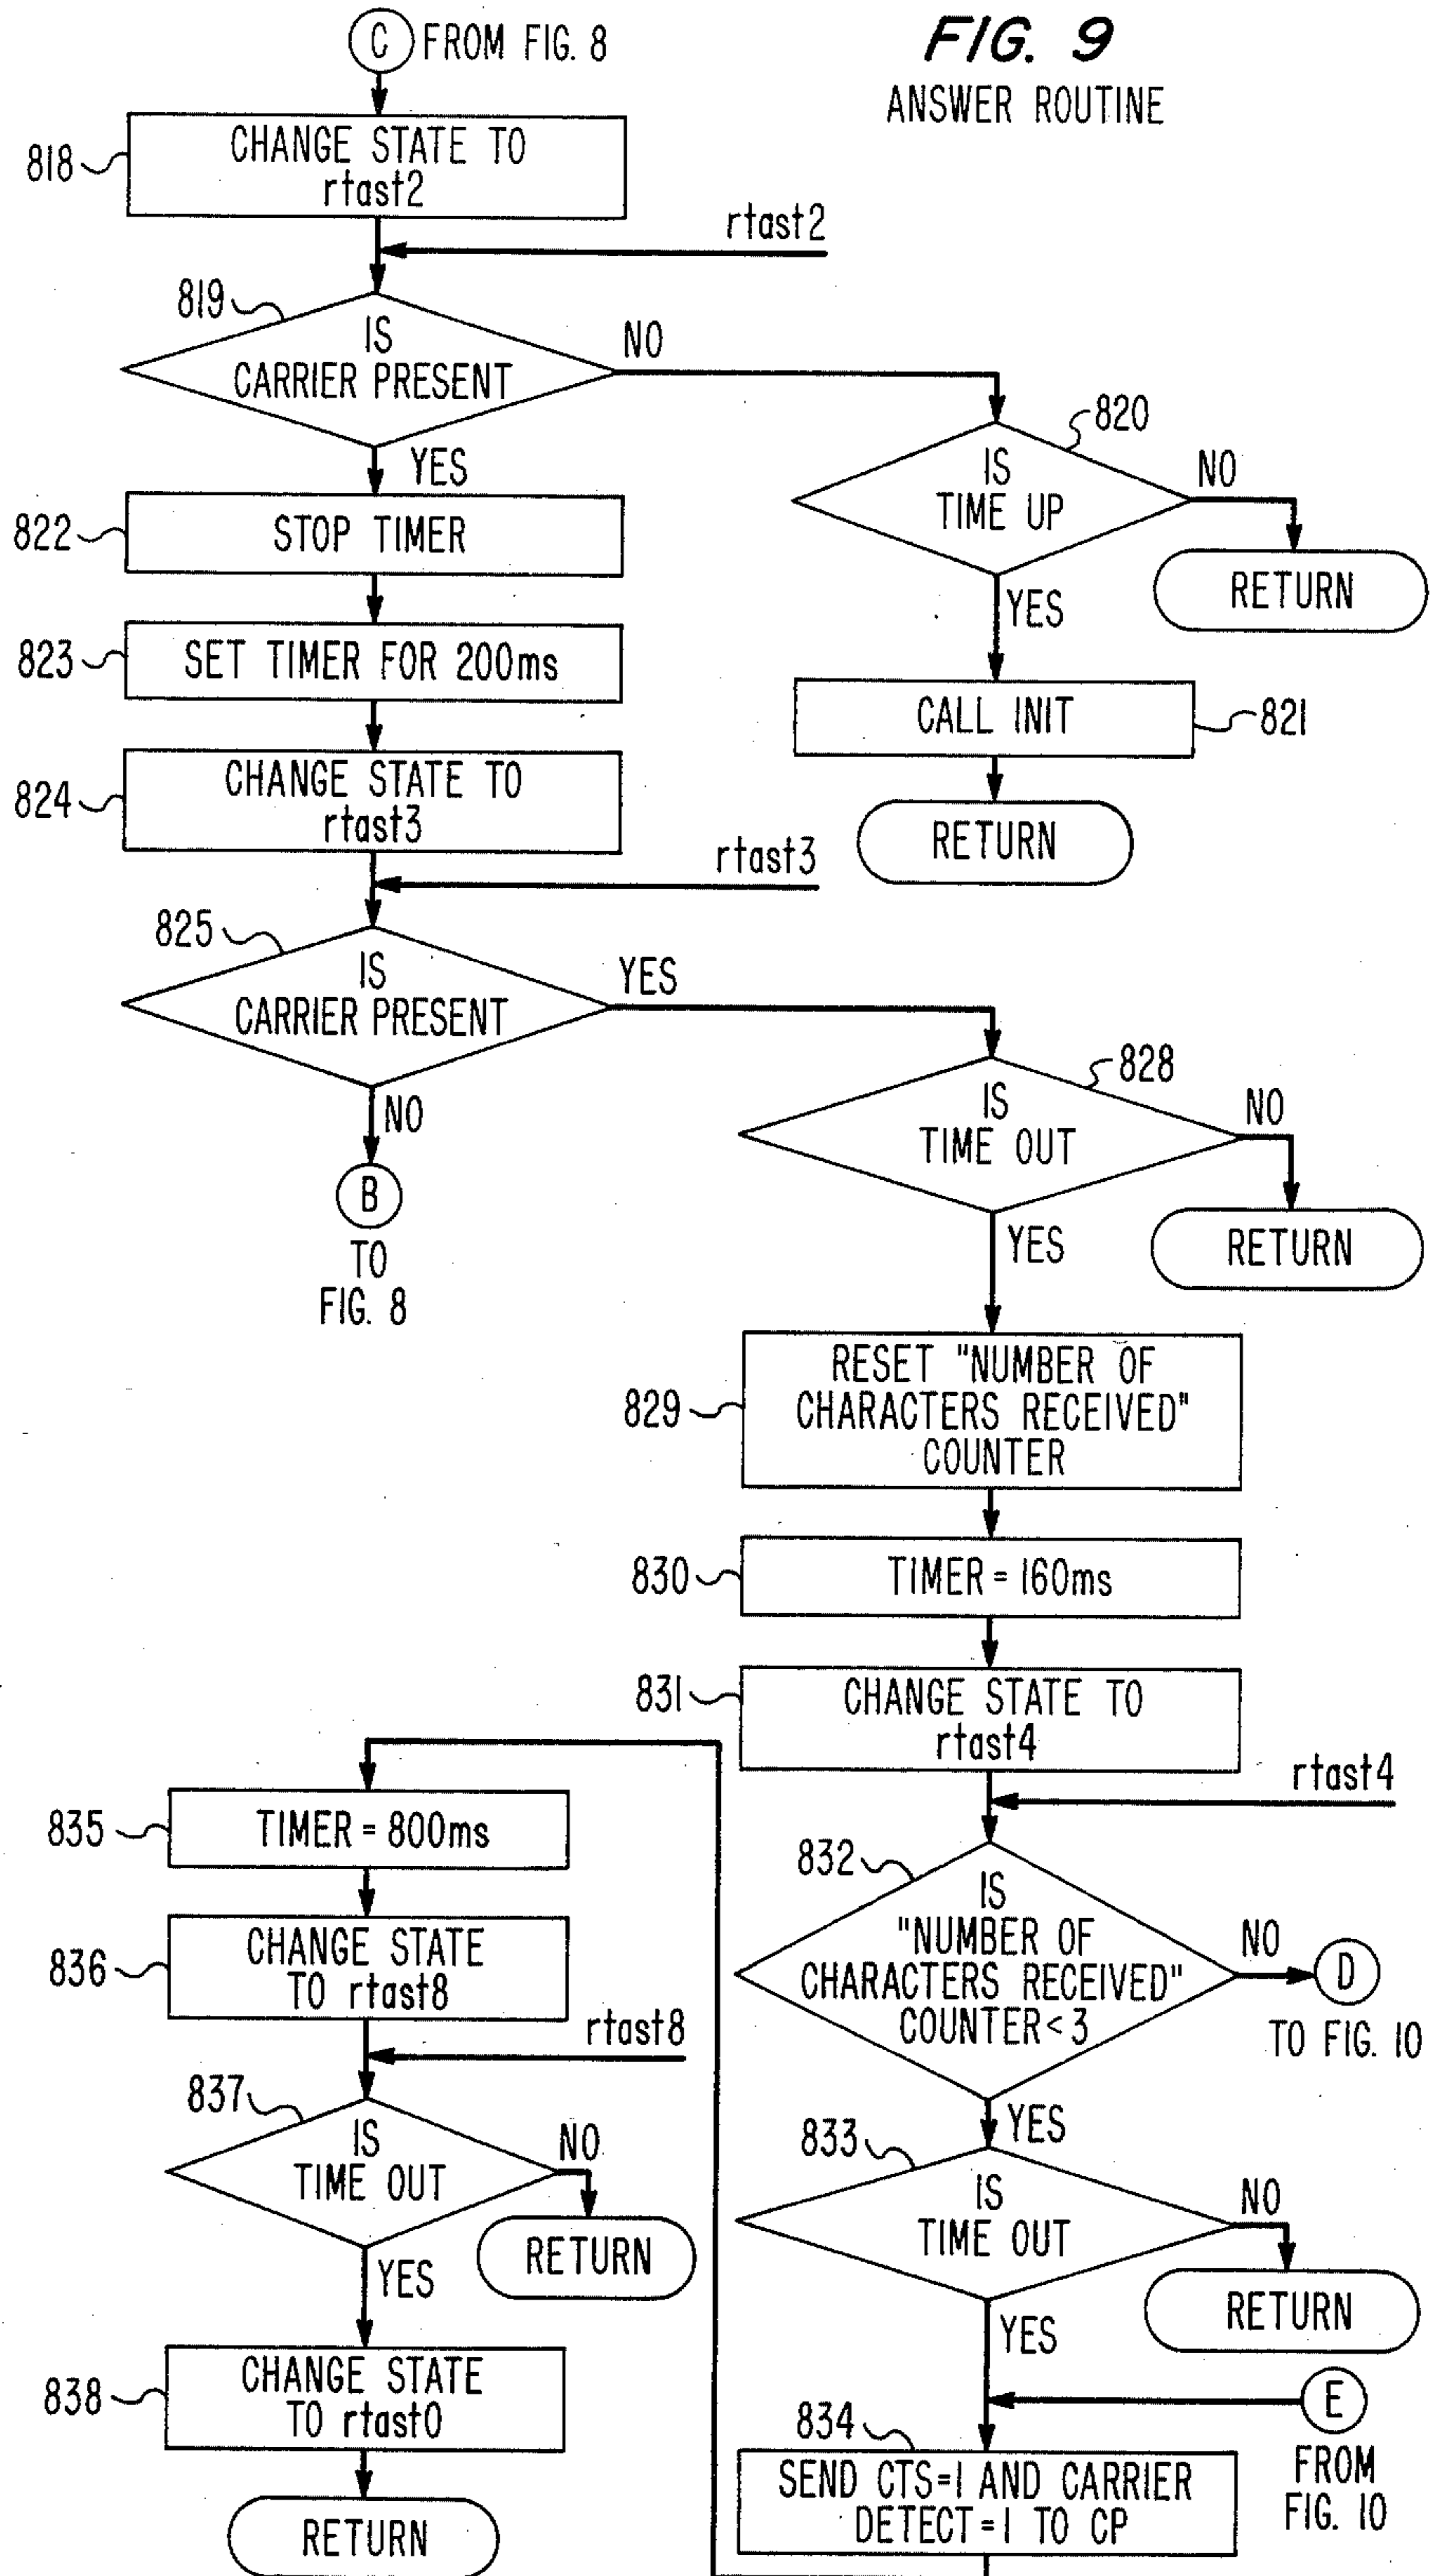 C FROM FIG. 8
FIG. 9
ANSWER ROUTINE
818
CHANGE STATE TO
rtast2
rtast2
819
IS
CARRIER PRESENT
NO
YES
820
IS
TIME UP
NO
RETURN
YES
822
STOP TIMER
823
SET TIMER FOR 200ms
CALL INIT
821
RETURN
824
CHANGE STATE TO
rtast3
rtast3
825
IS
CARRIER PRESENT
YES
NO
B
TO
FIG. 8
828
IS
TIME OUT
NO
RETURN
YES
829
RESET "NUMBER OF
CHARACTERS RECEIVED"
COUNTER
830
TIMER = 160ms
831
CHANGE STATE TO
rtast4
rtast4
832
IS
"NUMBER OF
CHARACTERS RECEIVED"
COUNTER < 3
NO
D
TO FIG. 10
YES
833
IS
TIME OUT
NO
RETURN
YES
E
FROM
FIG. 10
834
SEND CTS=1 AND CARRIER
DETECT=1 TO CP
835
TIMER = 800ms
836
CHANGE STATE
TO rtast8
rtast8
837
IS
TIME OUT
NO
RETURN
YES
838
CHANGE STATE
TO rtast0
RETURN